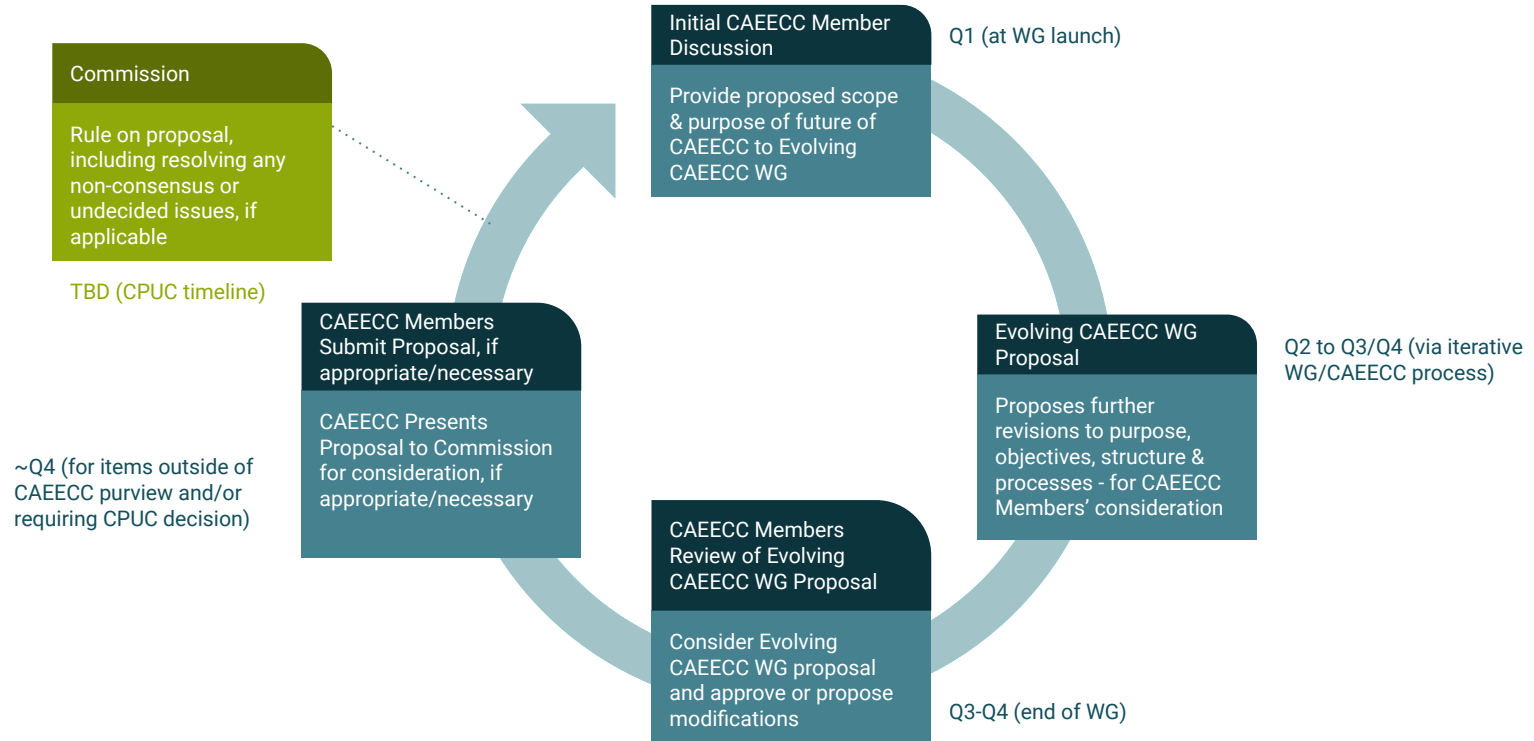 Initial CAEECC Member
Discussion
Q1 (at WG launch)
Provide proposed scope
& purpose of future of
CAEECC to Evolving
CAEECC WG
Commission
Rule on proposal,
including resolving any
non-consensus or
undecided issues, if
applicable
TBD (CPUC timeline)
Evolving CAEECC WG
Proposal
Proposes further
revisions to purpose,
objectives, structure &
processes - for CAEECC
Members’ consideration
Q2 to Q3/Q4 (via iterative
WG/CAEECC process)
CAEECC Members
Review of Evolving
CAEECC WG Proposal
Consider Evolving
CAEECC WG proposal
and approve or propose
modifications
Q3-Q4 (end of WG)
CAEECC Members
Submit Proposal, if
appropriate/necessary
CAEECC Presents
Proposal to Commission
for consideration, if
appropriate/necessary
~Q4 (for items outside of
CAEECC purview and/or
requiring CPUC decision)